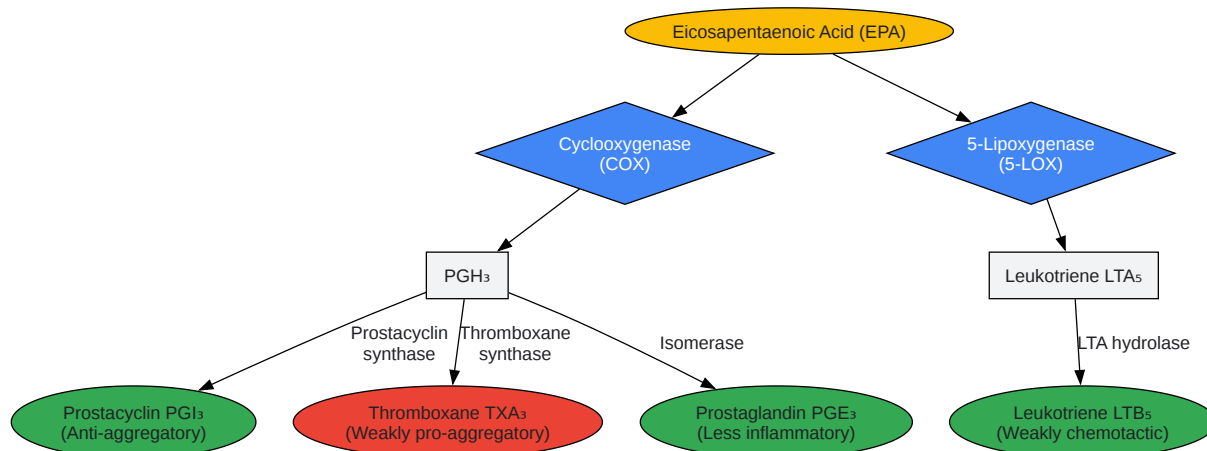 Eicosapentaenoic Acid (EPA)
Cyclooxygenase
(COX)
5-Lipoxygenase
(5-LOX)
PGH₃
Leukotriene LTA₅
Prostacyclin
synthase
Thromboxane
synthase
Isomerase
LTA hydrolase
Prostacyclin PGI₃
(Anti-aggregatory)
Thromboxane TXA₃
(Weakly pro-aggregatory)
Prostaglandin PGE₃
(Less inflammatory)
Leukotriene LTB₅
(Weakly chemotactic)